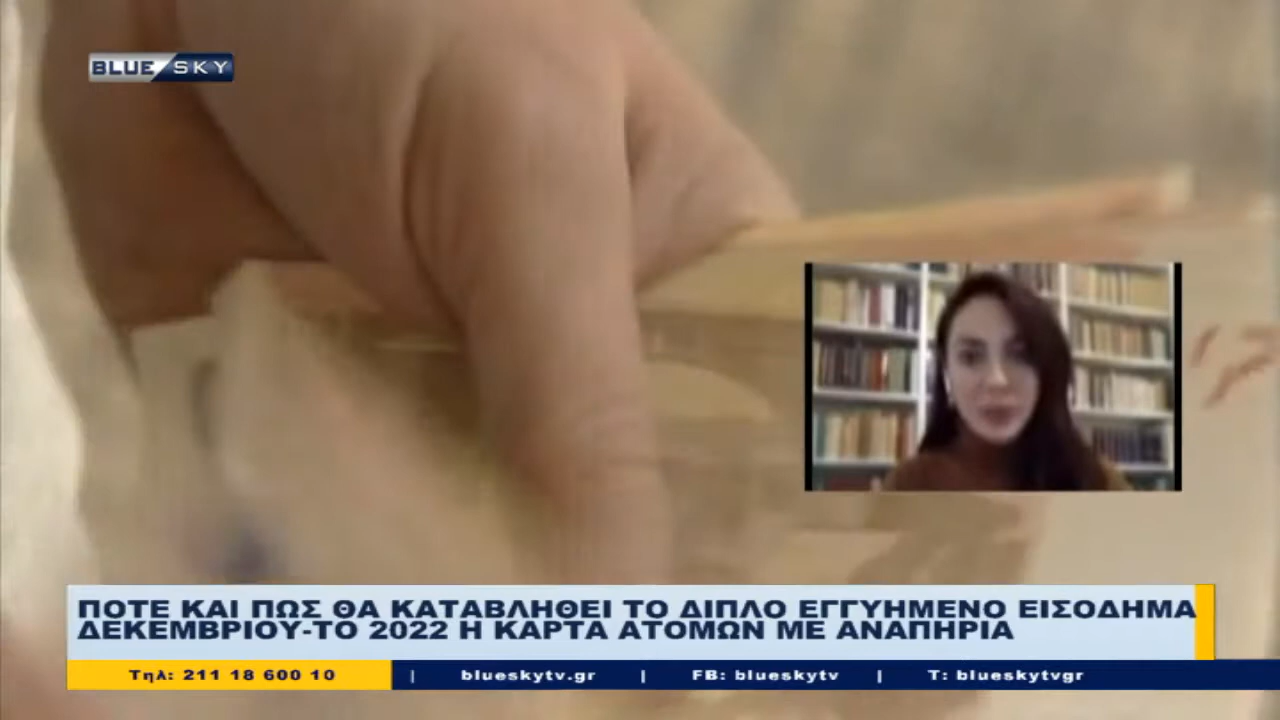 BLUE SKY
ΠΟΤΕ ΚΑΙ ΠΩΣ ΘΑ ΚΑΤΑΒΛΗΘΕΙ ΤΟ ΔΙΠΛΟ ΕΓΓΥΗΜΕΝΟ ΕΙΣΟΔΗΜΑ
ΔΕΚΕΜΒΡΙΟΥ-ΤΟ 2022 Η ΚΑΡΤΑ ΑΤΟΜΩΝ ΜΕ ΑΝΑΠΗΡΙΑ
Τηλ: 211 18 600 10 | blueskytv.gr | FB: blueskytv | T: blueskytvgr